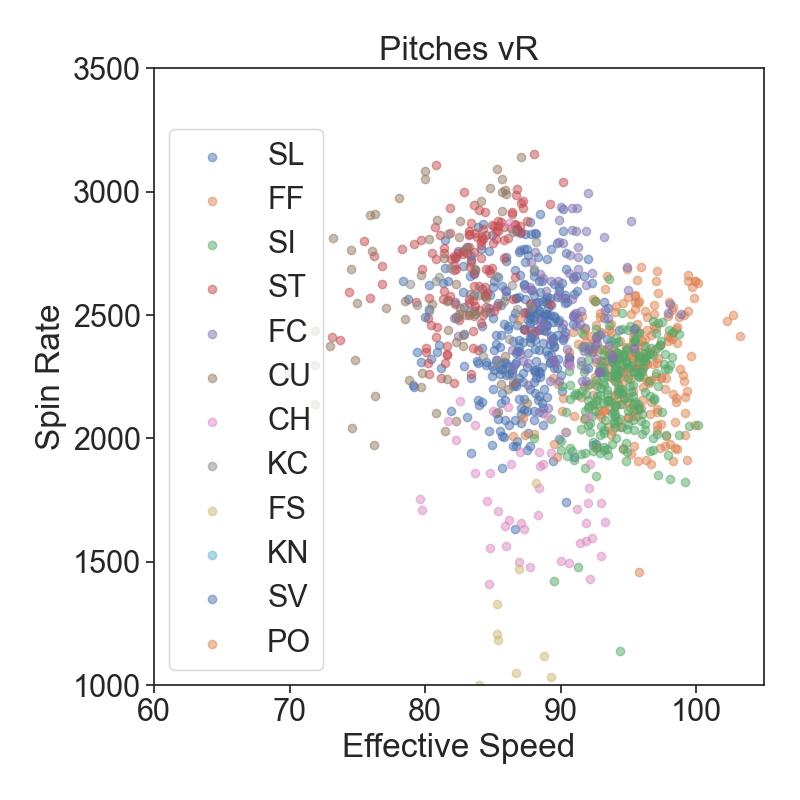 Pitches vR
3500
3000
2500
2000
1500
1000
Spin Rate
SL
FF
SI
ST
FC
CU
CH
KC
FS
KN
SV
PO
60 70 80 90 100
Effective Speed